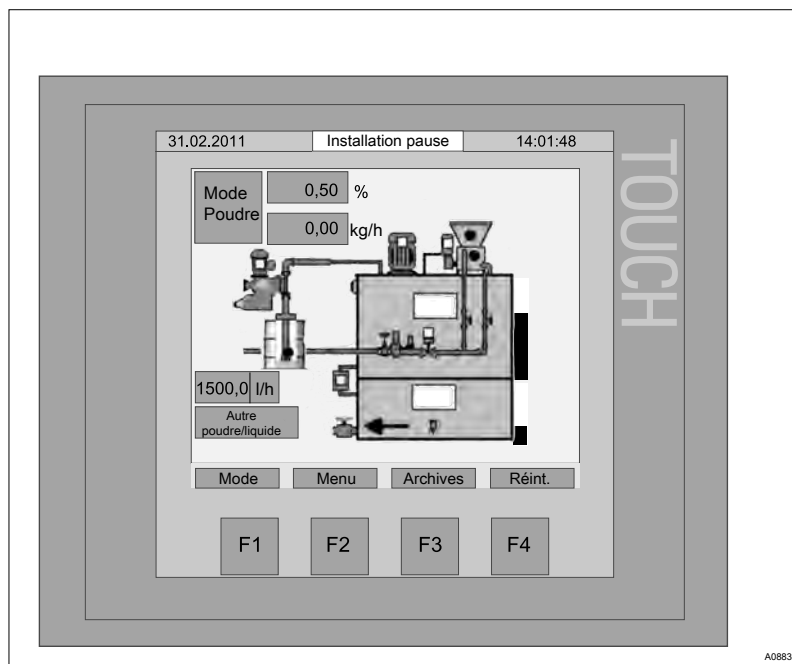 31.02.2011 Installation pause 14:01:48
Mode
Poudre
0,50 %
0,00 kg/h
1500,0 l/h
Autre
poudre/liquide
Mode Menu Archives Réint.
F1 F2 F3 F4
TOUCH
A0883